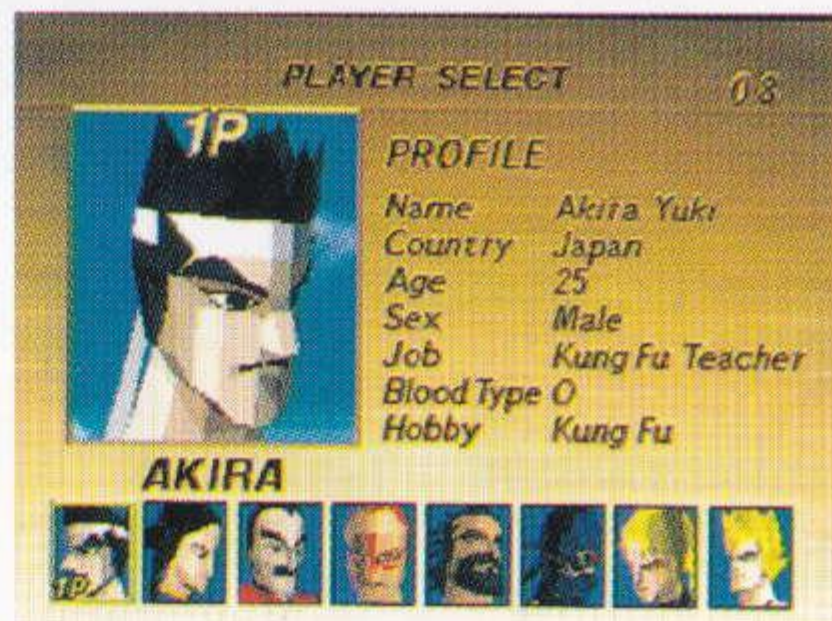 PLAYER SELECT 08
1P
PROFILE
Name Akira Yuki
Country Japan
Age 25
Sex Male
Job Kung Fu Teacher
Blood Type O
Hobby Kung Fu
AKIRA
1P